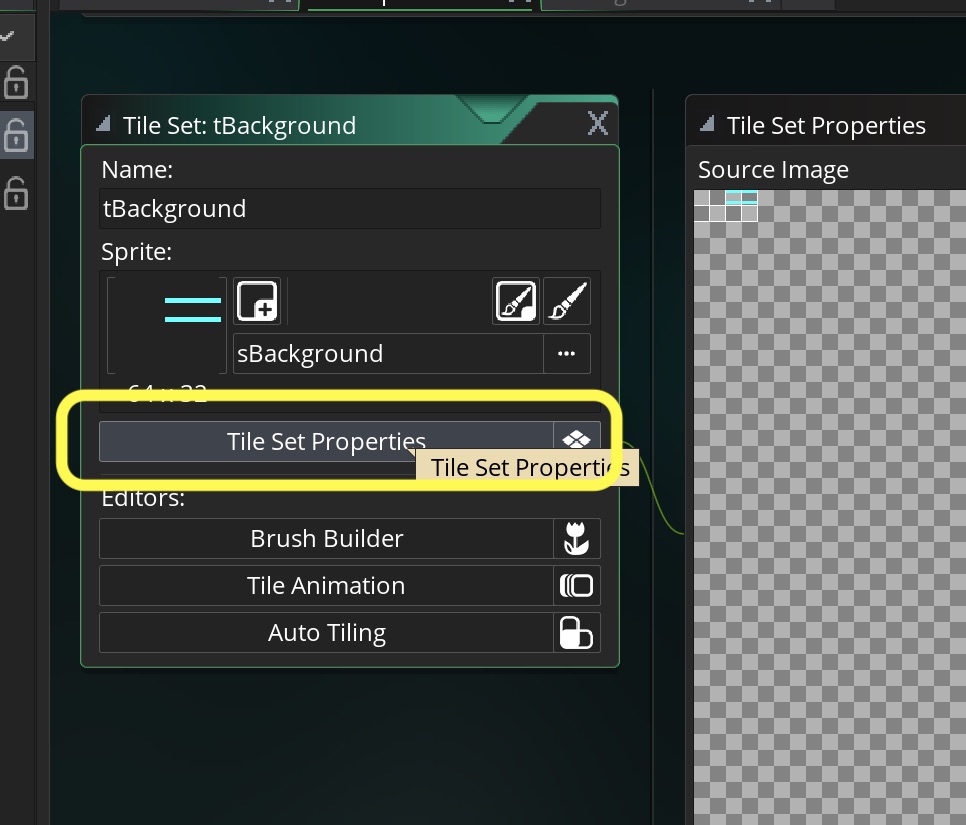 Tile Set: tBackground
X
Name:
tBackground
Sprite:
sBackground
...
64 x 32
Tile Set Properties
Tile Set Properties
Editors:
Brush Builder
Tile Animation
Auto Tiling
Tile Set Properties
Source Image